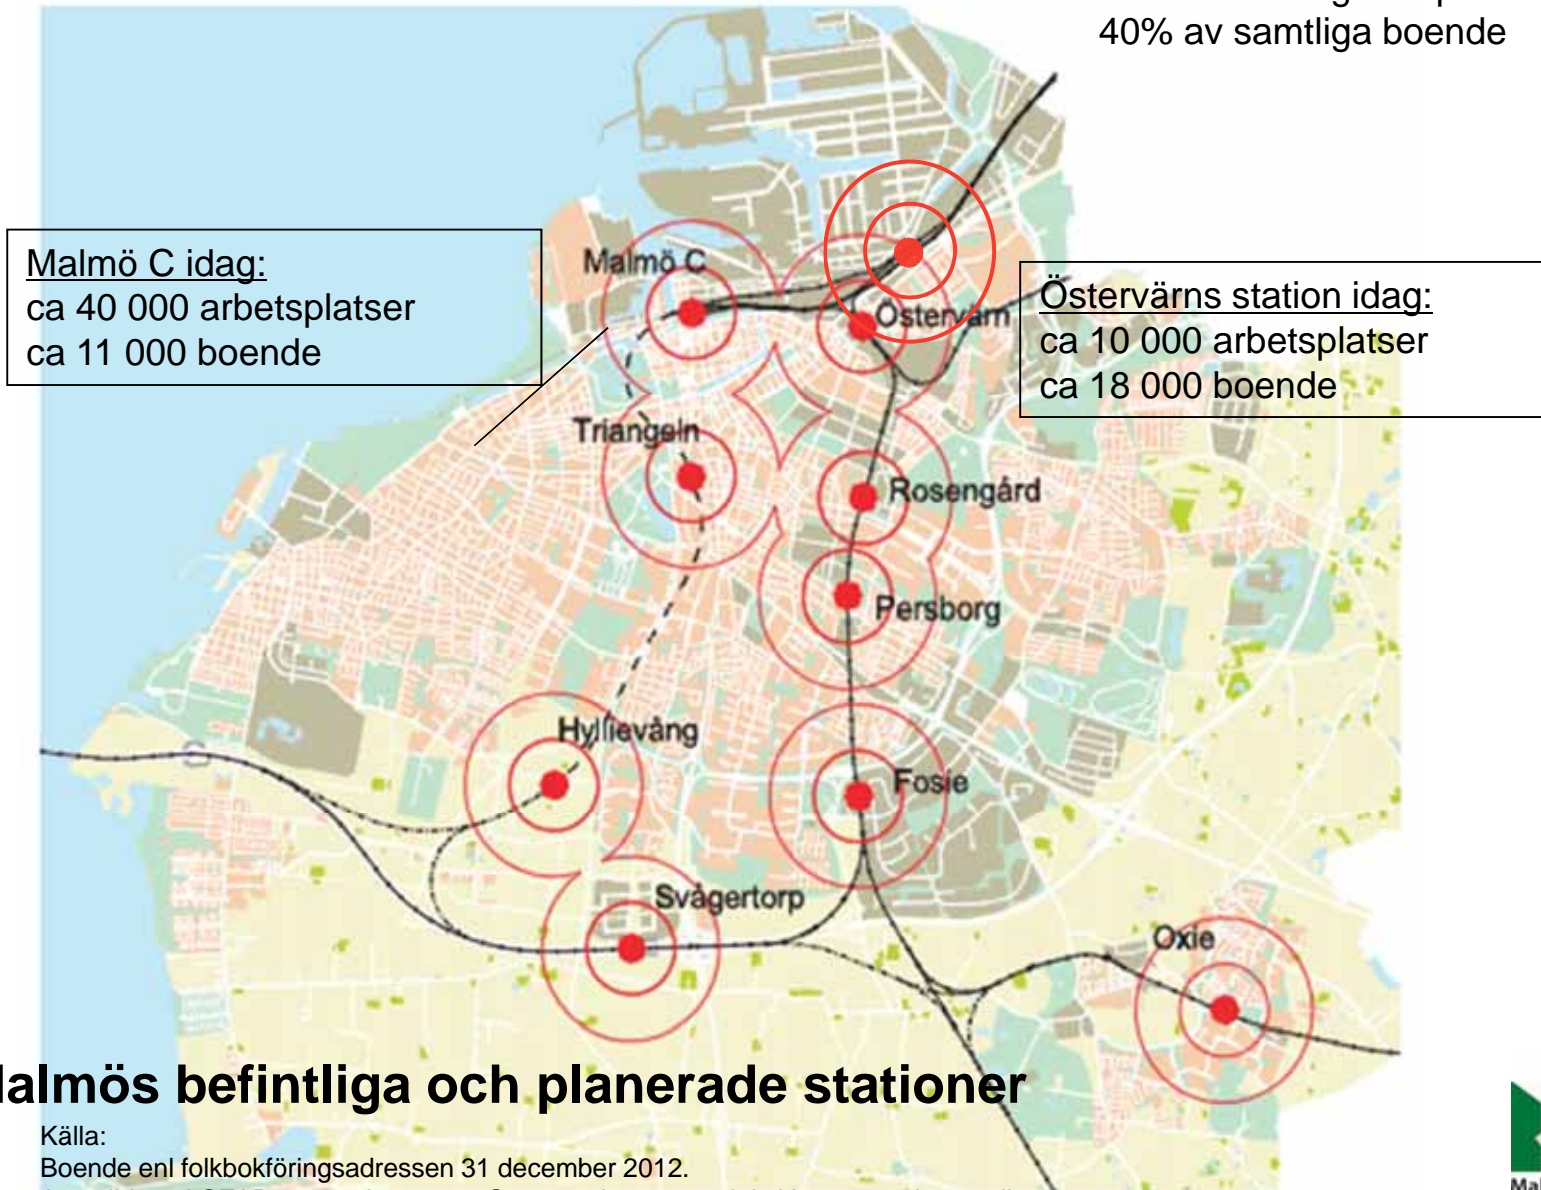 40% av samtliga boende
Malmö C idag:
ca 40 000 arbetsplatser
ca 11 000 boende
Malmö C
Östervärn
Östervärns station idag:
ca 10 000 arbetsplatser
ca 18 000 boende
Triangeln
Rosengård
Persborg
Hyllievång
Fosie
Svågertorp
Oxie
almös befintliga och planerade stationer
Källa:
Boende enl folkbokföringsadressen 31 december 2012.
Mal